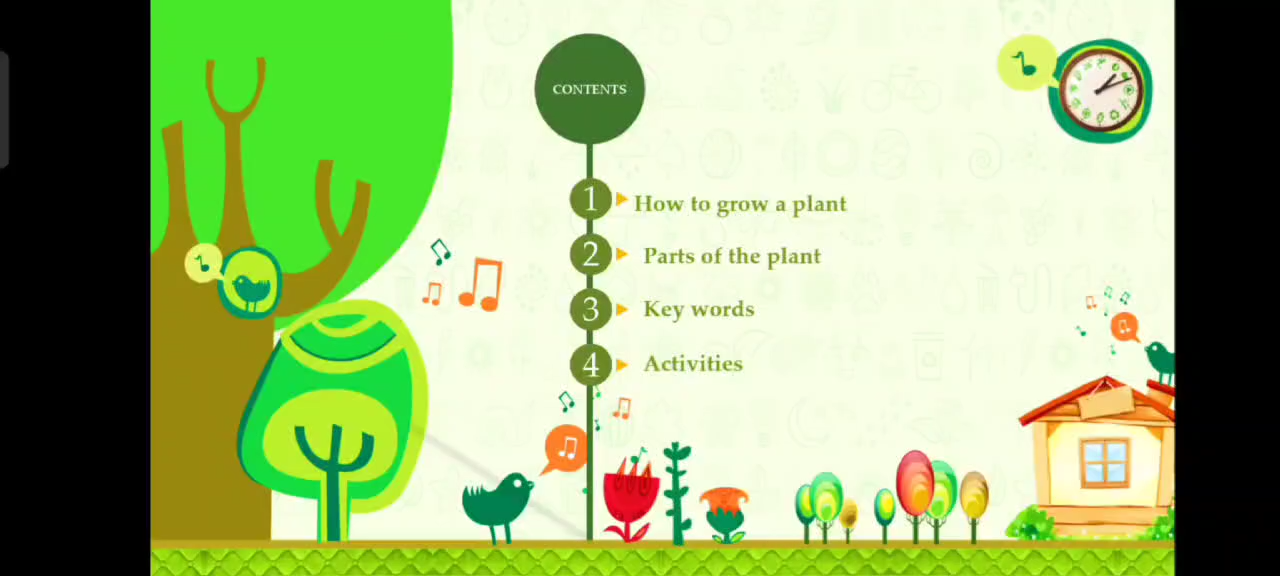 CONTENTS
1 How to grow a plant
2 Parts of the plant
3 Key words
4 Activities